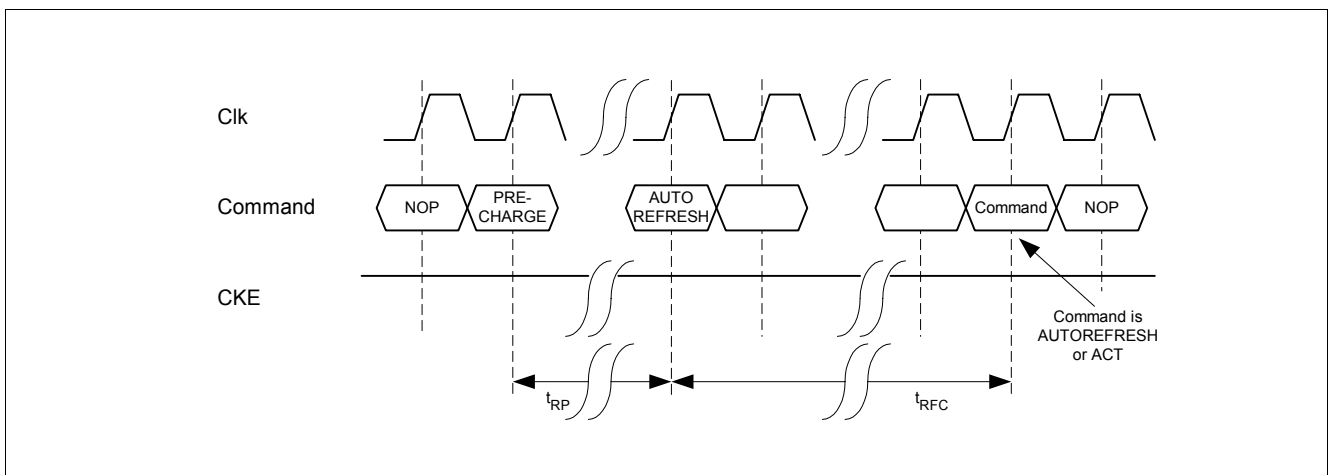 Clk
Command
NOP
PRE-
CHARGE
AUTO
REFRESH
Command
NOP
CKE
Command is
AUTOREFRESH
or ACT
tRP
tRFC